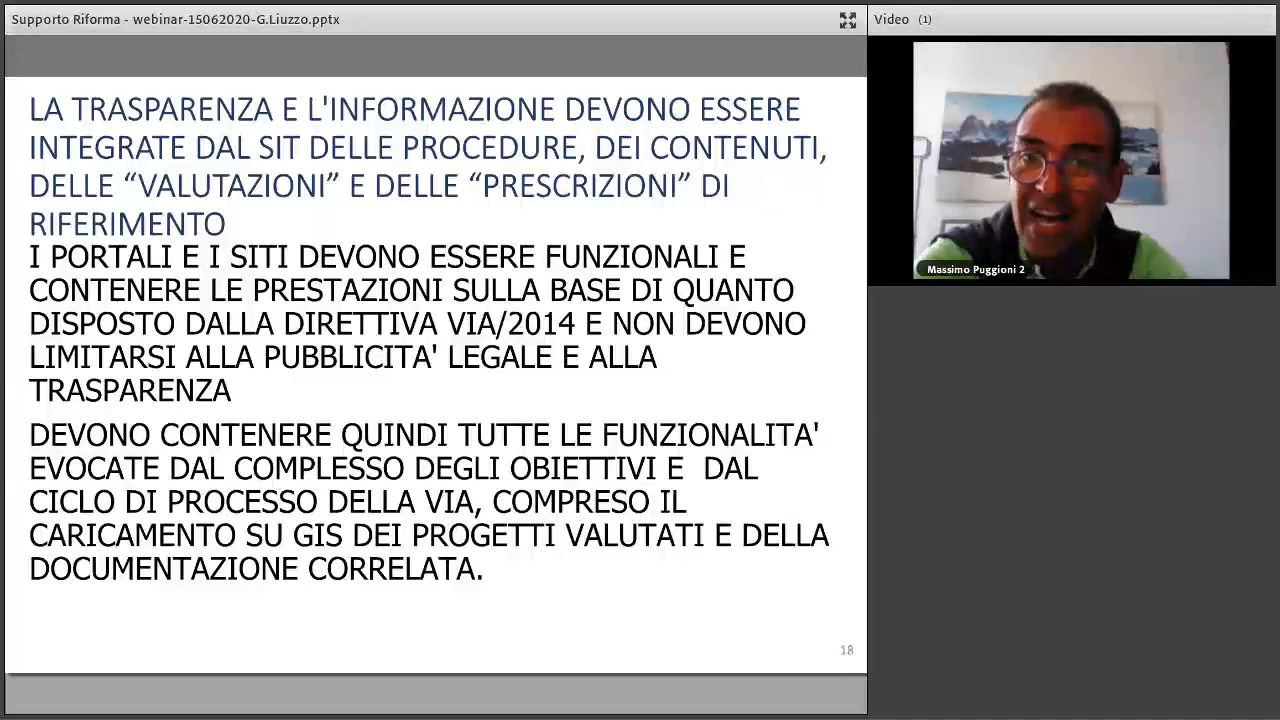 Supporto Riforma - webinar-15062020-G.Liuzzo.pptx
Video (1)
LA TRASPARENZA E L'INFORMAZIONE DEVONO ESSERE
INTEGRATE DAL SIT DELLE PROCEDURE, DEI CONTENUTI,
DELLE “VALUTAZIONI” E DELLE “PRESCRIZIONI” DI
RIFERIMENTO
I PORTALI E I SITI DEVONO ESSERE FUNZIONALI E
CONTENERE LE PRESTAZIONI SULLA BASE DI QUANTO
DISPOSTO DALLA DIRETTIVA VIA/2014 E NON DEVONO
LIMITARSI ALLA PUBBLICITA' LEGALE E ALLA
TRASPARENZA
DEVONO CONTENERE QUINDI TUTTE LE FUNZIONALITA'
EVOCATE DAL COMPLESSO DEGLI OBIETTIVI E  DAL
CICLO DI PROCESSO DELLA VIA, COMPRESO IL
CARICAMENTO SU GIS DEI PROGETTI VALUTATI E DELLA
DOCUMENTAZIONE CORRELATA.
18
Massimo Puggioni 2